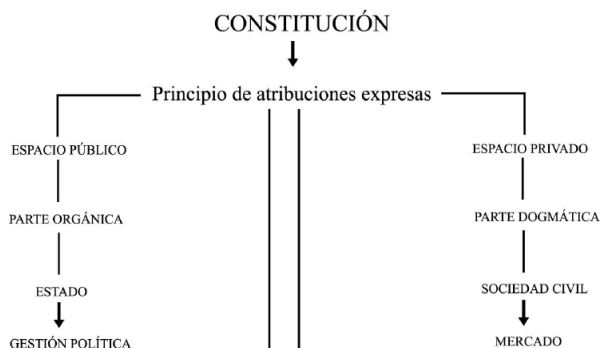 CONSTITUCIÓN
Principio de atribuciones expresas
ESPACIO PÚBLICO
ESPACIO PRIVADO
PARTE ORGÁNICA
PARTE DOGMÁTICA
ESTADO
SOCIEDAD CIVIL
GESTIÓN POLÍTICA
MERCADO